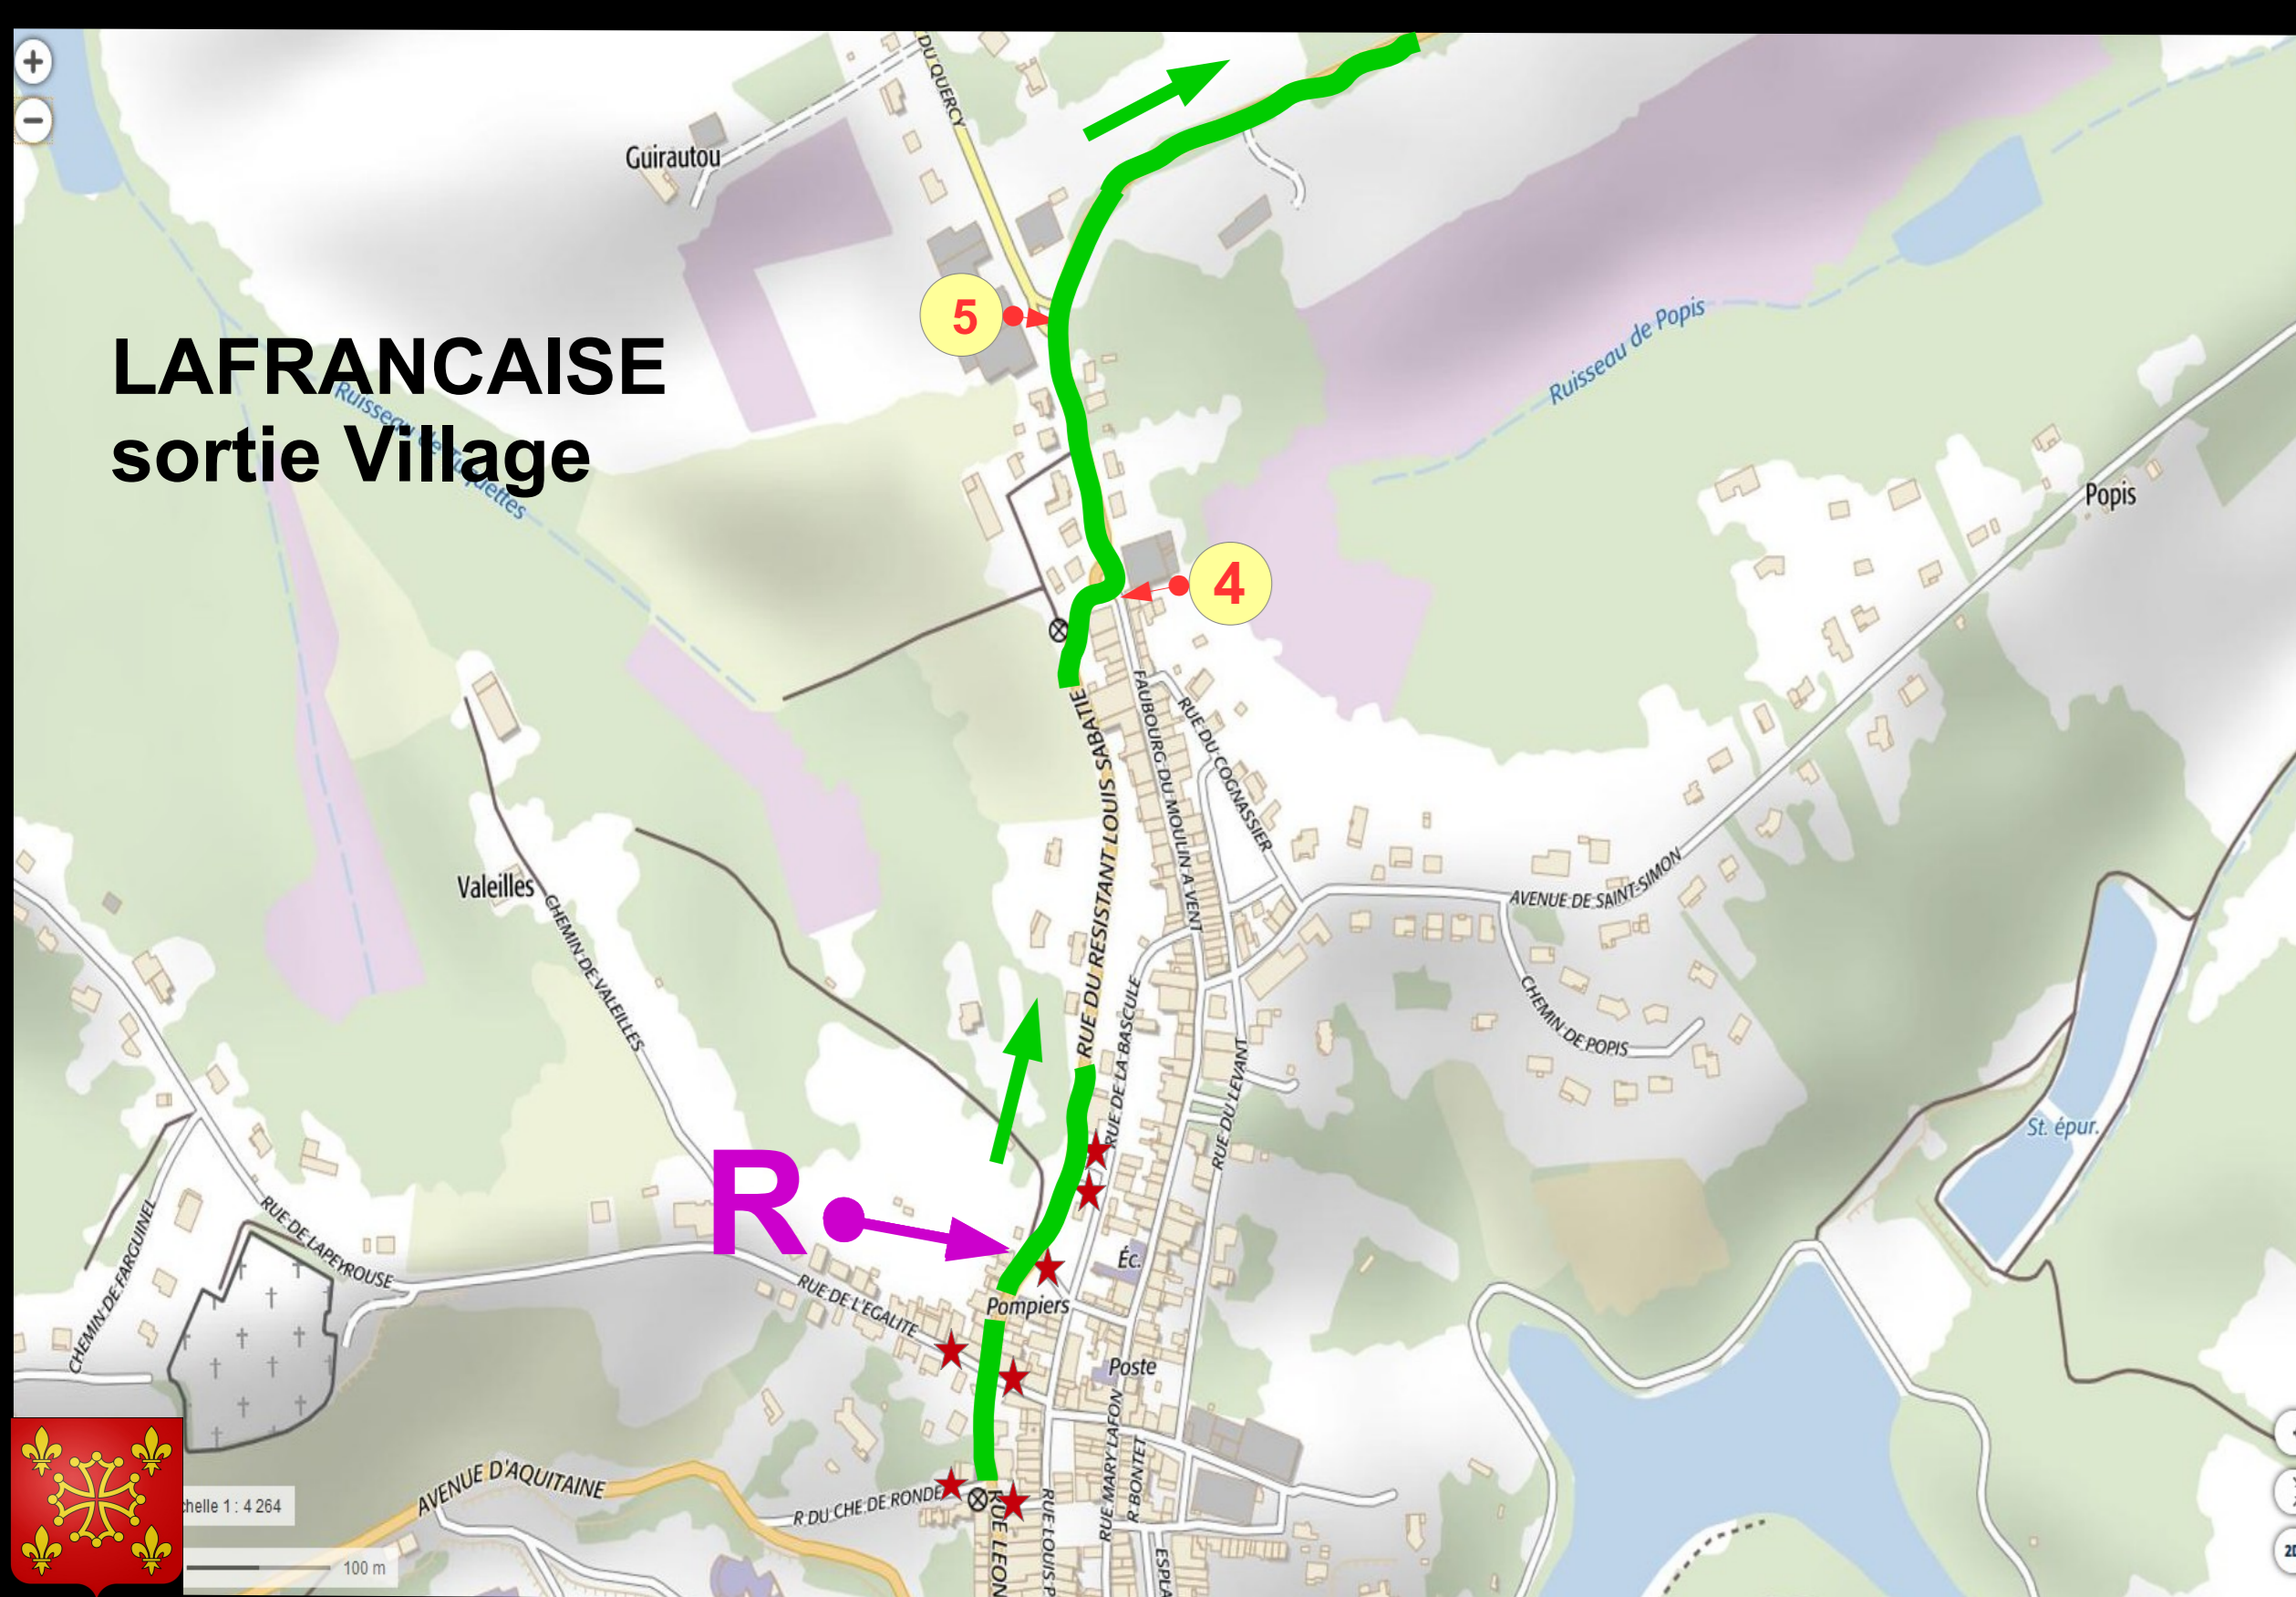 +
−
DU QUERCY
Guirautou
5
Ruisseau de Popis
LAFRANCAISE
sortie Village
Popis
4
RUE DU RESISTANT LOUIS SABATIE
FAUBOURG DU MOULIN A VENT
RUE DU COGNASSIER
Valeilles
CHEMIN DE VALEILLES
AVENUE DE SAINT-SIMON
CHEMIN DE POPIS
RUE DE LA BASCULE
RUE DU LEVANT
St. épur.
R
CHEMIN DE FARGUINEL
RUE DE LAPEYROUSE
RUE DE L'EGALITE
Éc.
Pompiers
Poste
AVENUE D'AQUITAINE
R DU CHE DE RONDE
RUE LEON
RUE LOUIS P
RUE MARY LAFON
R. BONTET
ESPLA
helle 1 : 4 264
100 m